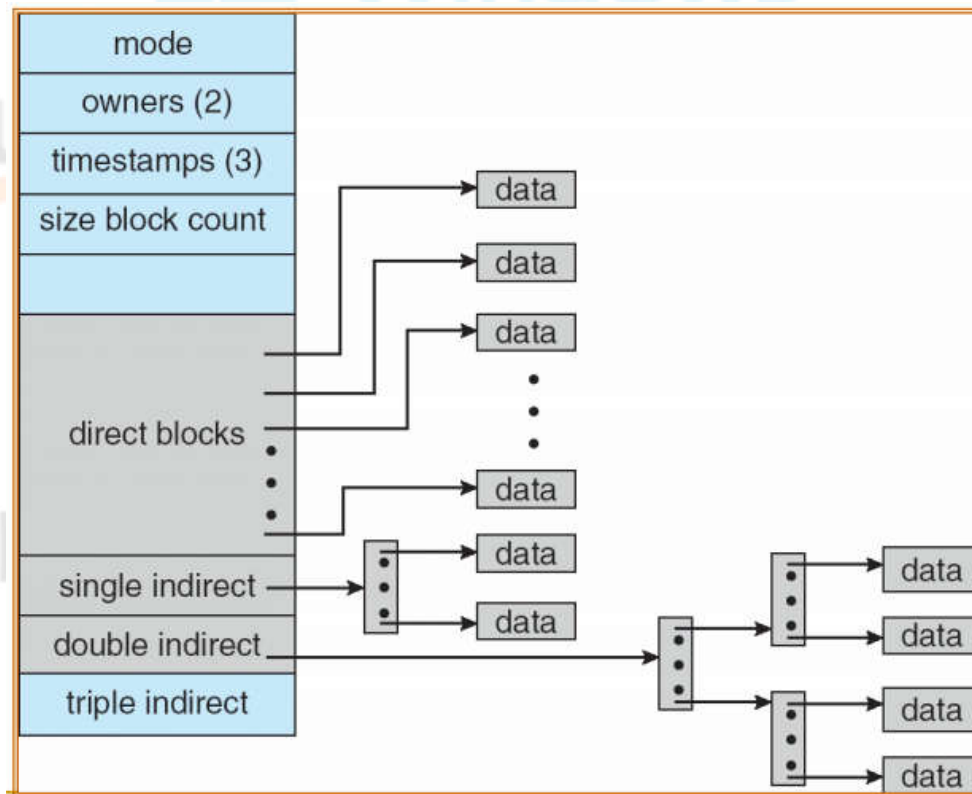 mode
owners (2)
timestamps (3)
size block count
data
data
data
direct blocks
data
single indirect
data
data
double indirect
triple indirect
data
data
data
data